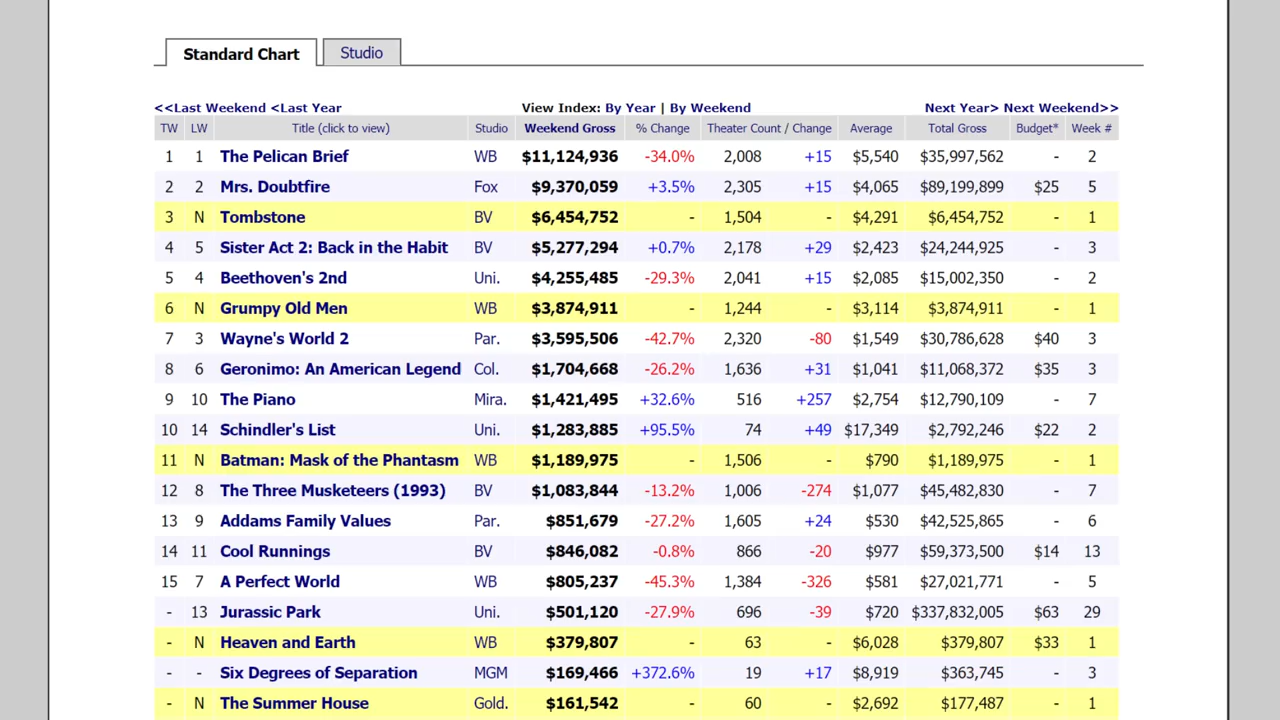 Standard Chart Studio
<<Last Weekend <Last Year View Index: By Year | By Weekend Next Year> Next Weekend>>
TW LW Title (click to view) Studio Weekend Gross % Change Theater Count / Change Average Total Gross Budget* Week #
1 1 The Pelican Brief WB $11,124,936 -34.0% 2,008 +15 $5,540 $35,997,562 - 2
2 2 Mrs. Doubtfire Fox $9,370,059 +3.5% 2,305 +15 $4,065 $89,199,899 $25 5
3 N Tombstone BV $6,454,752 - 1,504 - $4,291 $6,454,752 - 1
4 5 Sister Act 2: Back in the Habit BV $5,277,294 +0.7% 2,178 +29 $2,423 $24,244,925 - 3
5 4 Beethoven's 2nd Uni. $4,255,485 -29.3% 2,041 +15 $2,085 $15,002,350 - 2
6 N Grumpy Old Men WB $3,874,911 - 1,244 - $3,114 $3,874,911 - 1
7 3 Wayne's World 2 Par. $3,595,506 -42.7% 2,320 -80 $1,549 $30,786,628 $40 3
8 6 Geronimo: An American Legend Col. $1,704,668 -26.2% 1,636 +31 $1,041 $11,068,372 $35 3
9 10 The Piano Mira. $1,421,495 +32.6% 516 +257 $2,754 $12,790,109 - 7
10 14 Schindler's List Uni. $1,283,885 +95.5% 74 +49 $17,349 $2,792,246 $22 2
11 N Batman: Mask of the Phantasm WB $1,189,975 - 1,506 - $790 $1,189,975 - 1
12 8 The Three Musketeers (1993) BV $1,083,844 -13.2% 1,006 -274 $1,077 $45,482,830 - 7
13 9 Addams Family Values Par. $851,679 -27.2% 1,605 +24 $530 $42,525,865 - 6
14 11 Cool Runnings BV $846,082 -0.8% 866 -20 $977 $59,373,500 $14 13
15 7 A Perfect World WB $805,237 -45.3% 1,384 -326 $581 $27,021,771 - 5
- 13 Jurassic Park Uni. $501,120 -27.9% 696 -39 $720 $337,832,005 $63 29
- N Heaven and Earth WB $379,807 - 63 - $6,028 $379,807 $33 1
- - Six Degrees of Separation MGM $169,466 +372.6% 19 +17 $8,919 $363,745 - 3
- N The Summer House Gold. $161,542 - 60 - $2,692 $177,487 - 1